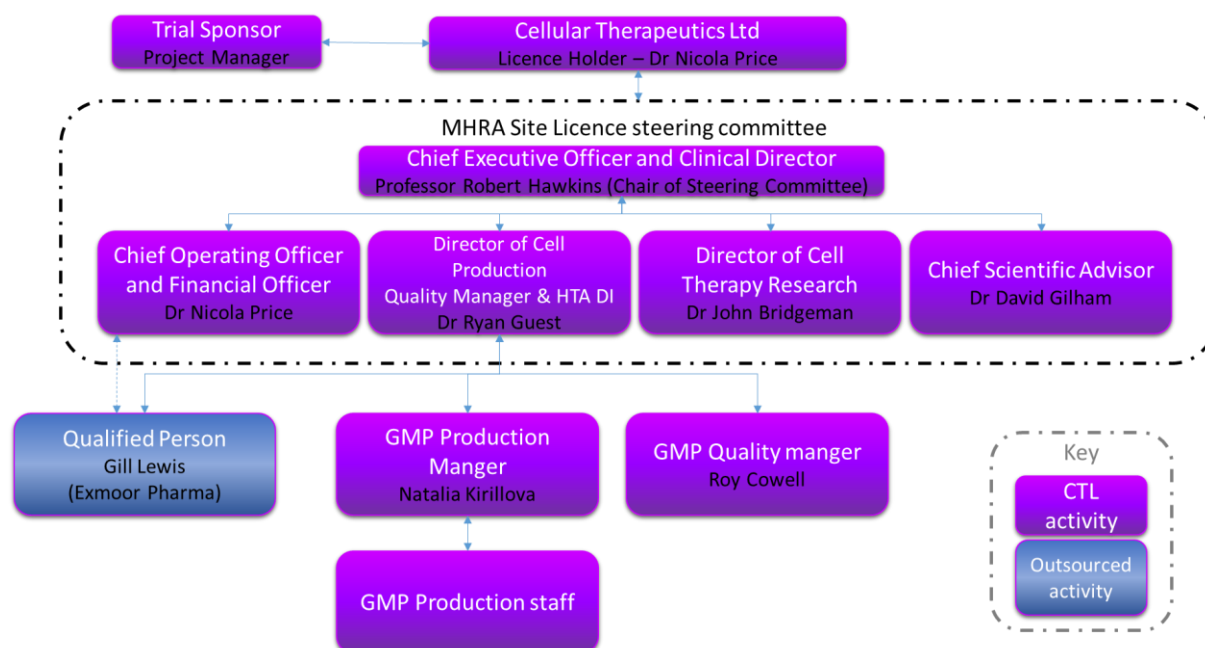 Trial Sponsor
Project Manager
Cellular Therapeutics Ltd
Licence Holder – Dr Nicola Price
MHRA Site Licence steering committee
Chief Executive Officer and Clinical Director
Professor Robert Hawkins (Chair of Steering Committee)
Chief Operating Officer
and Financial Officer
Dr Nicola Price
Director of Cell
Production
Quality Manager & HTA DI
Dr Ryan Guest
Director of Cell
Therapy Research
Dr John Bridgeman
Chief Scientific Advisor
Dr David Gilham
Qualified Person
Gill Lewis
(Exmoor Pharma)
GMP Production
Manger
Natalia Kirillova
GMP Quality manger
Roy Cowell
GMP Production staff
Key
CTL
activity
Outsourced
activity